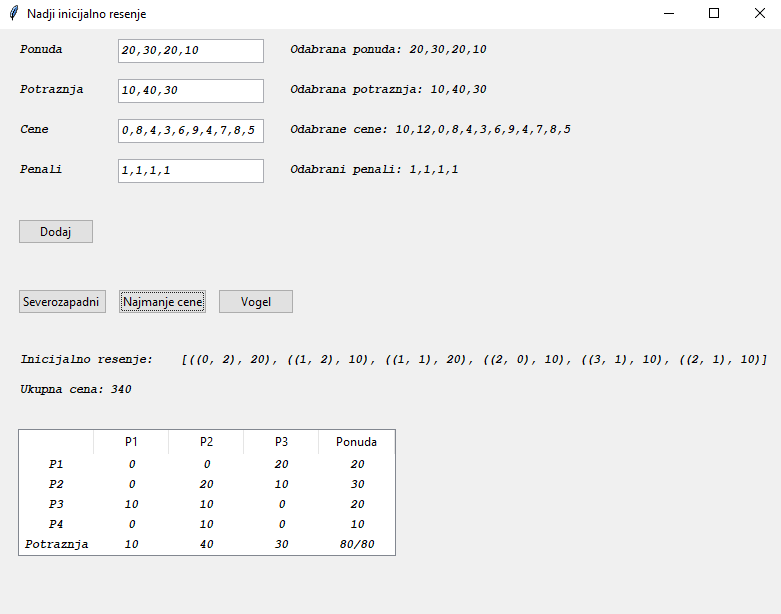 Nadji inicijalno resenje
Ponuda 20,30,20,10 Odabrana ponuda: 20,30,20,10
Potraznja 10,40,30 Odabrana potraznja: 10,40,30
Cene 0,8,4,3,6,9,4,7,8,5 Odabrane cene: 10,12,0,8,4,3,6,9,4,7,8,5
Penali 1,1,1,1 Odabrani penali: 1,1,1,1
Dodaj
Severozapadni Najmanje cene Vogel
Inicijalno resenje: [((0, 2), 20), ((1, 2), 10), ((1, 1), 20), ((2, 0), 10), ((3, 1), 10), ((2, 1), 10)]
Ukupna cena: 340
P1 P2 P3 Ponuda
P1 0 0 20 20
P2 0 20 10 30
P3 10 10 0 20
P4 0 10 0 10
Potraznja 10 40 30 80/80